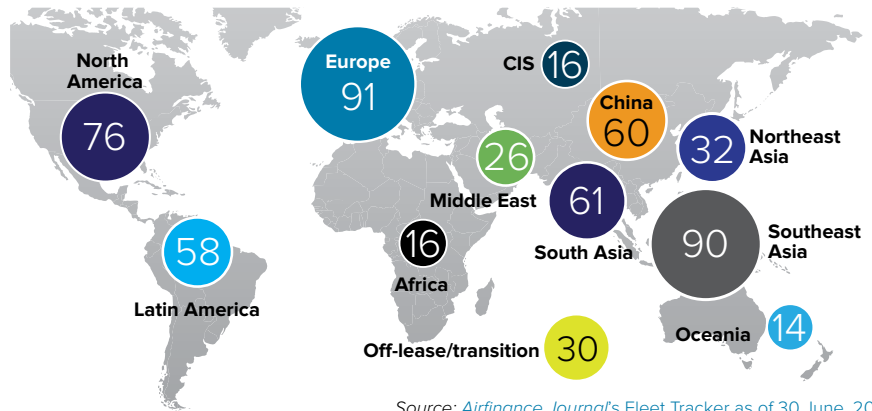 North
America
76
Europe
91
CIS
16
China
60
Northeast
Asia
32
Middle East
26
South Asia
61
Southeast
Asia
90
Latin America
58
Africa
16
Off-lease/transition
30
Oceania
14
Source: Airfinance Journal's Fleet Tracker as of 30 June,